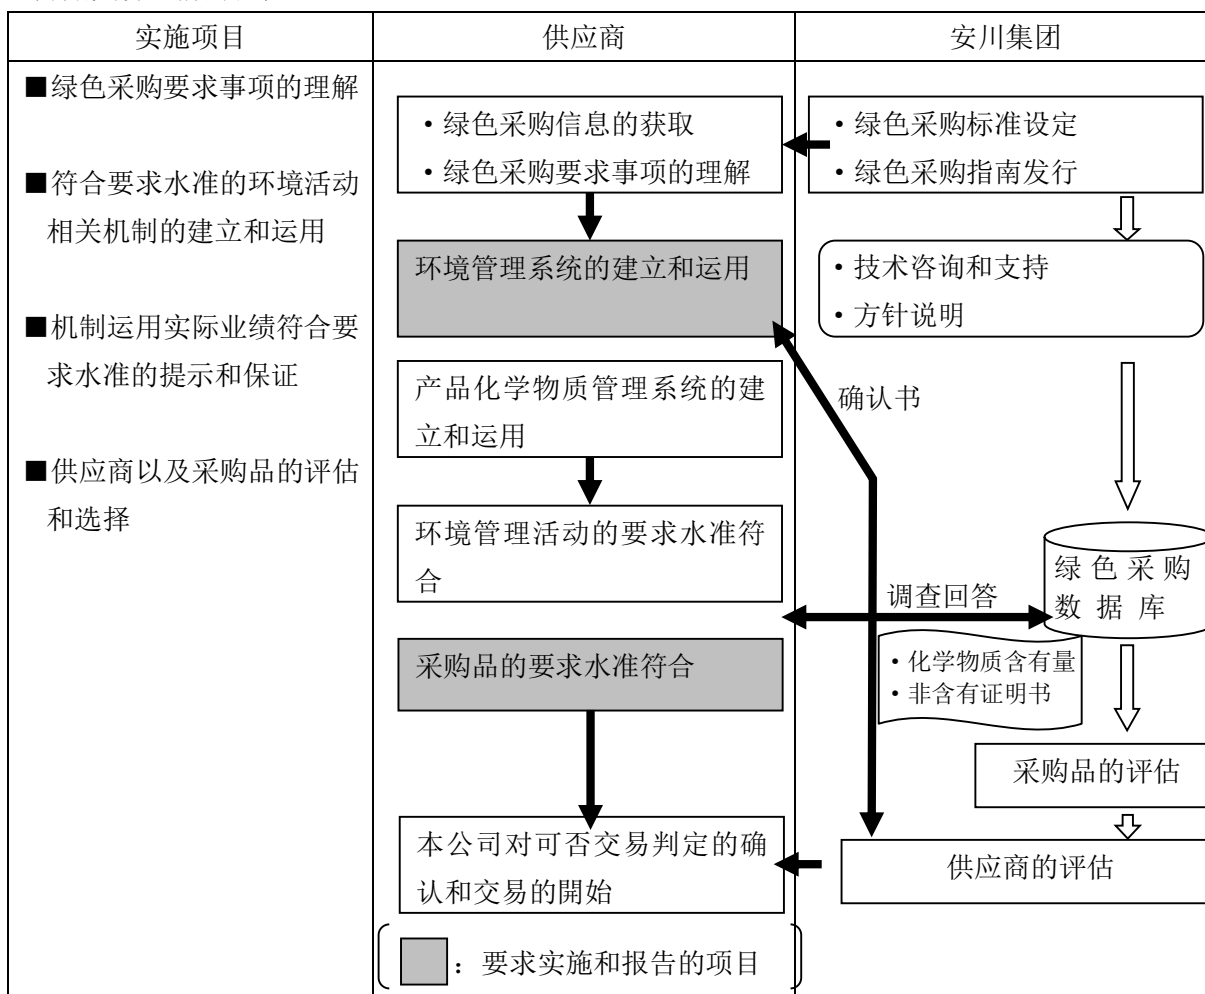 实施项目
供应商
安川集团
■绿色采购要求事项的理解
■符合要求水准的环境活动
相关机制的建立和运用
■机制运用实际业绩符合要
求水准的提示和保证
■供应商以及采购品的评估
和选择
・绿色采购信息的获取
・绿色采购要求事项的理解
环境管理系统的建立和运用
产品化学物质管理系统的建
立和运用
环境管理活动的要求水准符
合
采购品的要求水准符合
本公司对可否交易判定的确
认和交易的開始
：要求实施和报告的项目
・绿色采购标准设定
・绿色采购指南发行
・技术咨询和支持
・方针说明
确认书
绿色采购
数据库
调查回答
・化学物质含有量
・非含有证明书
采购品的评估
供应商的评估